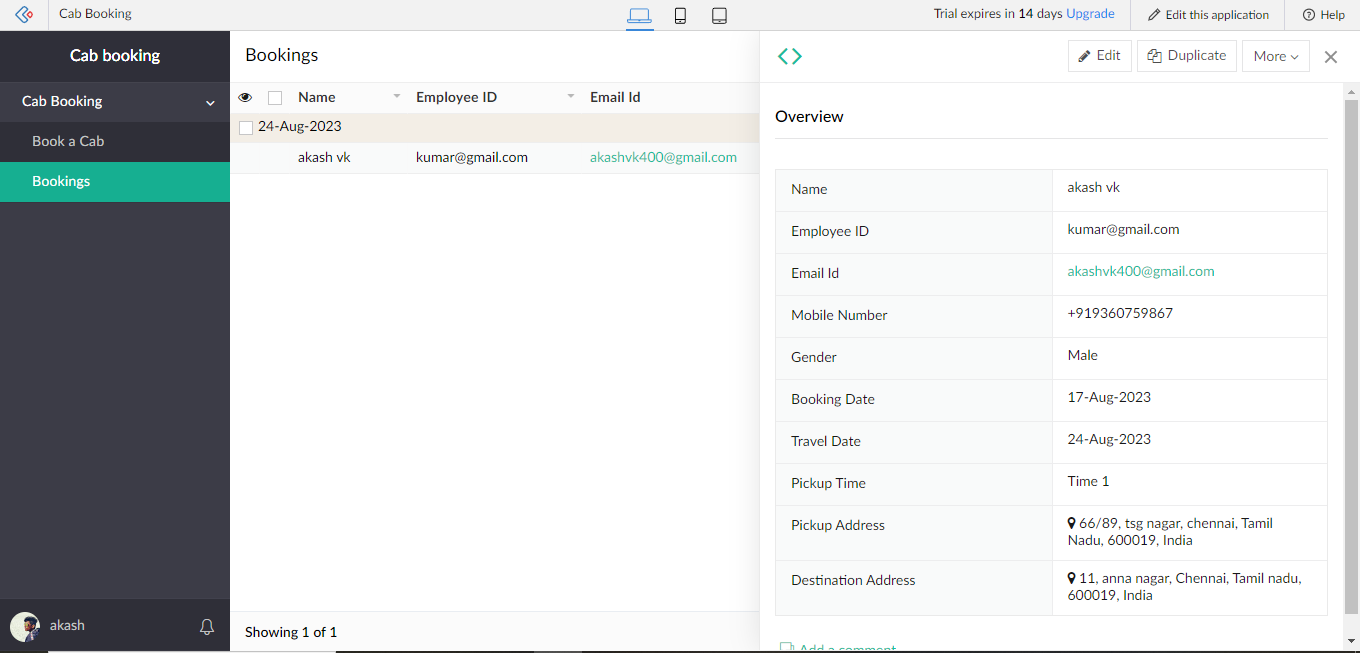 Cab Booking
Trial expires in 14 days Upgrade
Edit this application
Help
Cab booking
Cab Booking
Book a Cab
Bookings
akash
Bookings
Name Employee ID Email Id
24-Aug-2023
akash vk kumar@gmail.com akashvk400@gmail.com
Showing 1 of 1
Edit Duplicate More
Overview
Name akash vk
Employee ID kumar@gmail.com
Email Id akashvk400@gmail.com
Mobile Number +919360759867
Gender Male
Booking Date 17-Aug-2023
Travel Date 24-Aug-2023
Pickup Time Time 1
Pickup Address 66/89, tsg nagar, chennai, Tamil
Nadu, 600019, India
Destination Address 11, anna nagar, Chennai, Tamil nadu,
600019, India
Add a comment